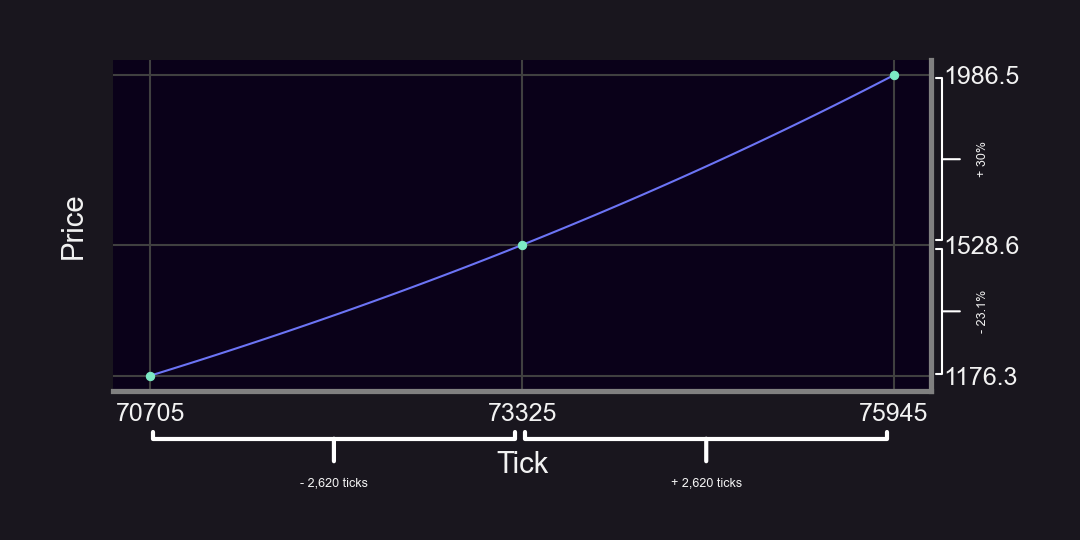 1986.5
+ 30%
Price
1528.6
- 23.1%
1176.3
70705 73325 75945
Tick
- 2,620 ticks + 2,620 ticks